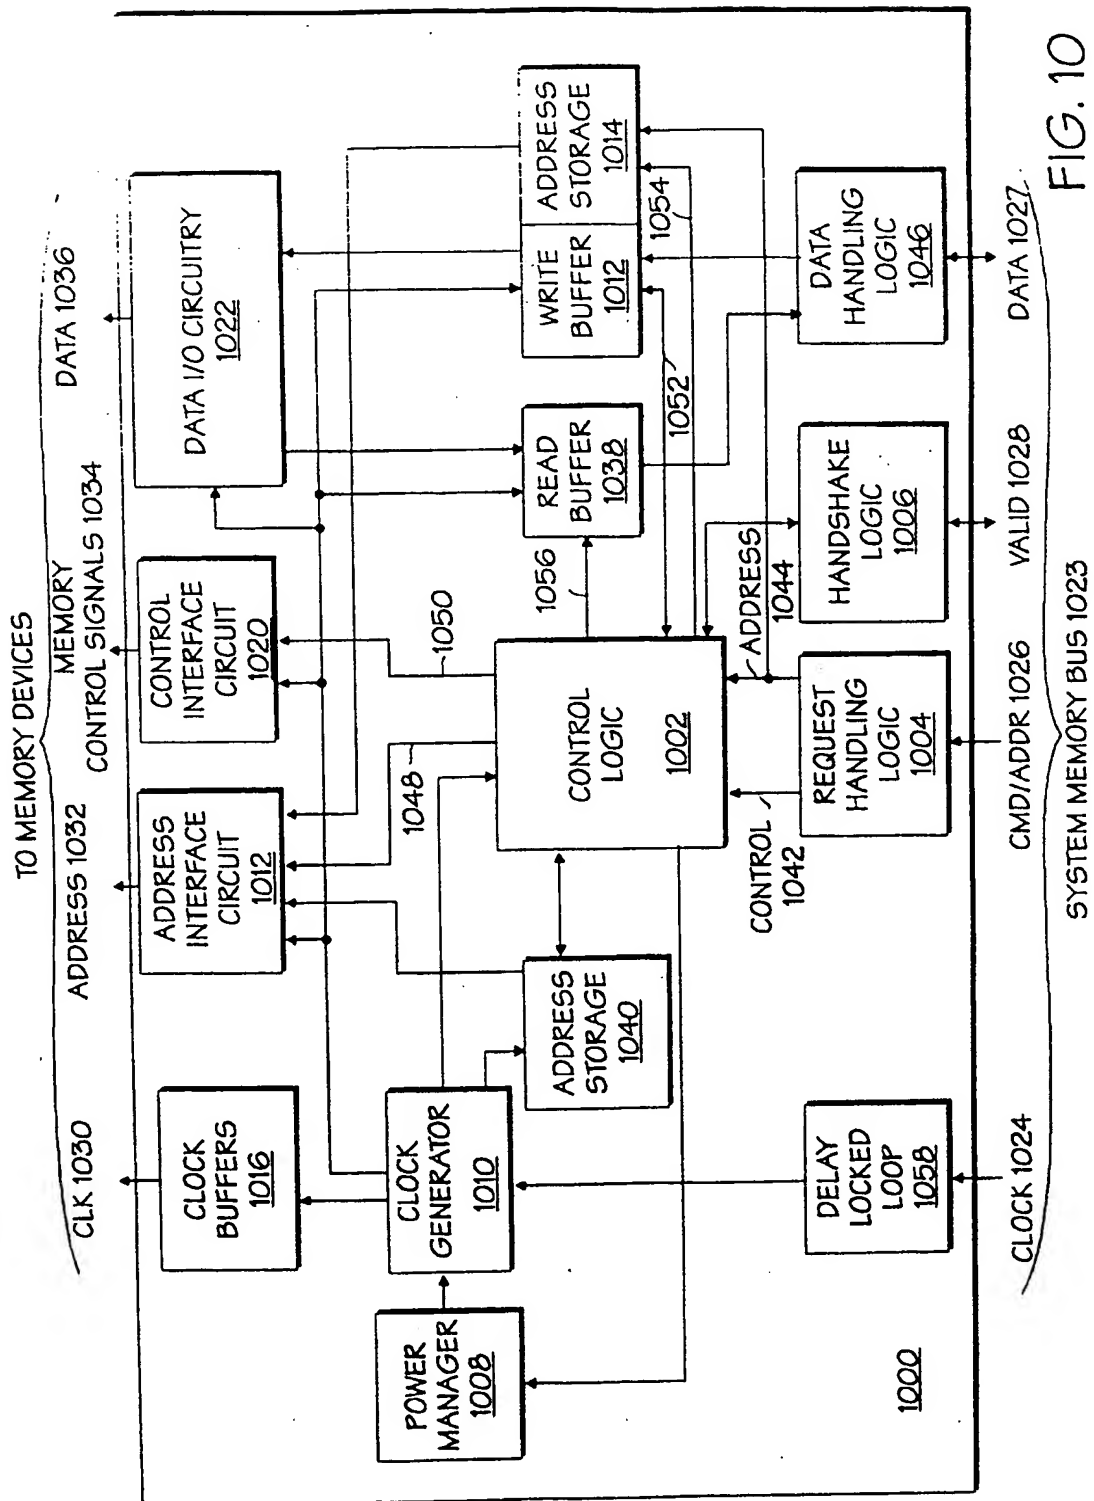 TO MEMORY DEVICES
CLK 1030
ADDRESS 1032
MEMORY
CONTROL SIGNALS 1034
DATA 1036
CLOCK
BUFFERS
1016
ADDRESS
INTERFACE
CIRCUIT
1012
CONTROL
INTERFACE
CIRCUIT
1020
DATA I/O CIRCUITRY
1022
POWER
MANAGER
1008
CLOCK
GENERATOR
1010
1048
1050
ADDRESS
STORAGE
1040
CONTROL
LOGIC
1002
1056
READ
BUFFER
1038
WRITE
BUFFER
1012
ADDRESS
STORAGE
1014
1052
1054
CONTROL
1042
ADDRESS
1044
DELAY
LOCKED
LOOP
1058
REQUEST
HANDLING
LOGIC
1004
HANDSHAKE
LOGIC
1006
DATA
HANDLING
LOGIC
1046
1000
CLOCK 1024
CMD/ADDR 1026
VALID 1028
DATA 1027
SYSTEM MEMORY BUS 1023
FIG. 10